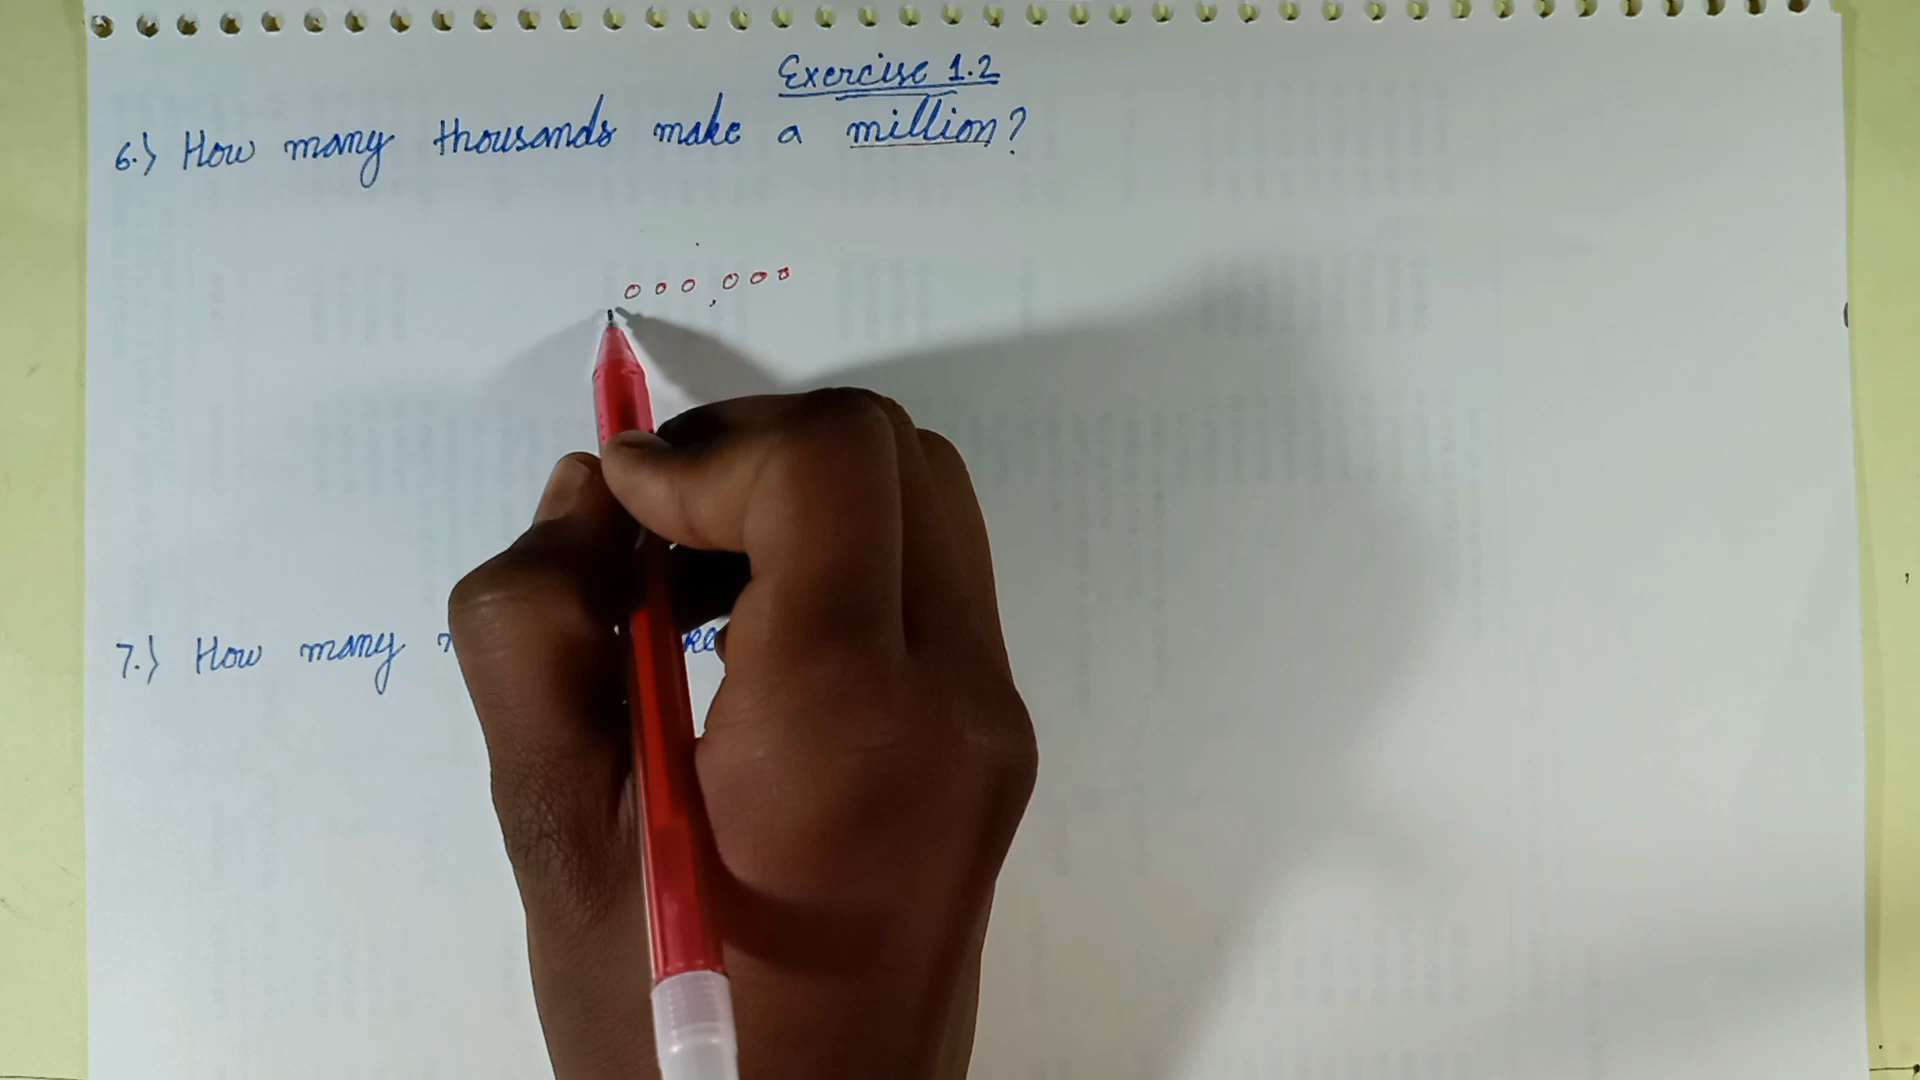 Exercise 1.2
6.) How many thousands make a million?
000,000
7.) How many